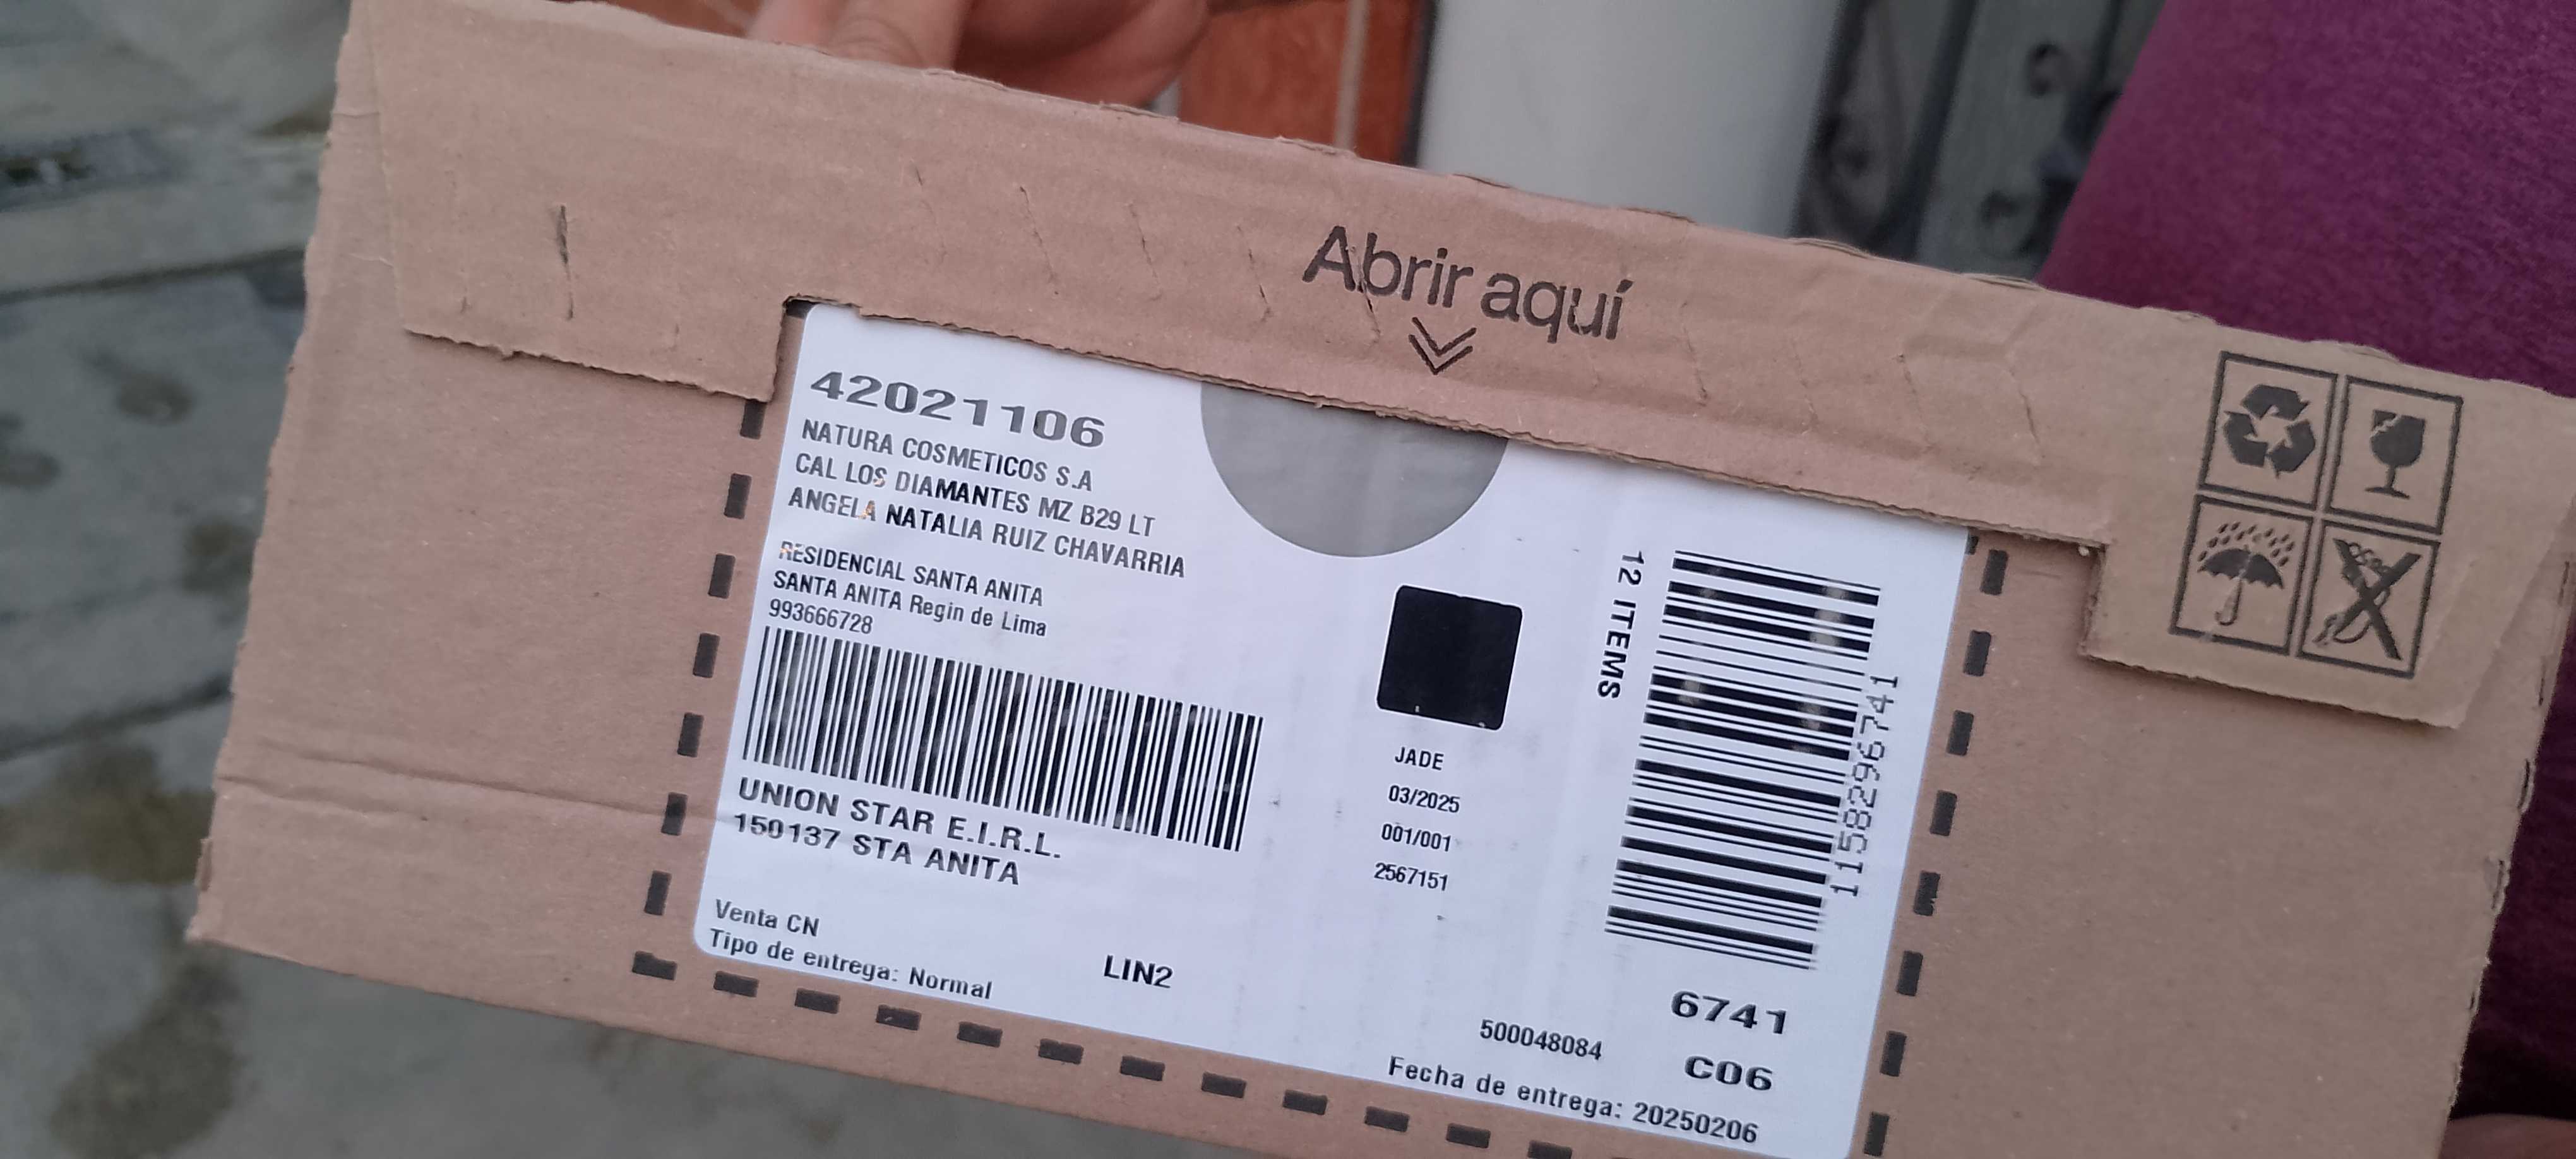 Abrir aquí
42021106
NATURA COSMETICOS S.A
CAL LOS DIAMANTES MZ B29 LT
ANGELA NATALIA RUIZ CHAVARRIA
RESIDENCIAL SANTA ANITA
SANTA ANITA Regin de Lima
993666728
UNION STAR E.I.R.L.
150137 STA ANITA
Venta CN
Tipo de entrega: Normal
LIN2
JADE
03/2025
001/001
2567151
12 ITEMS
1158296741
6741
500048084
C06
Fecha de entrega: 20250206